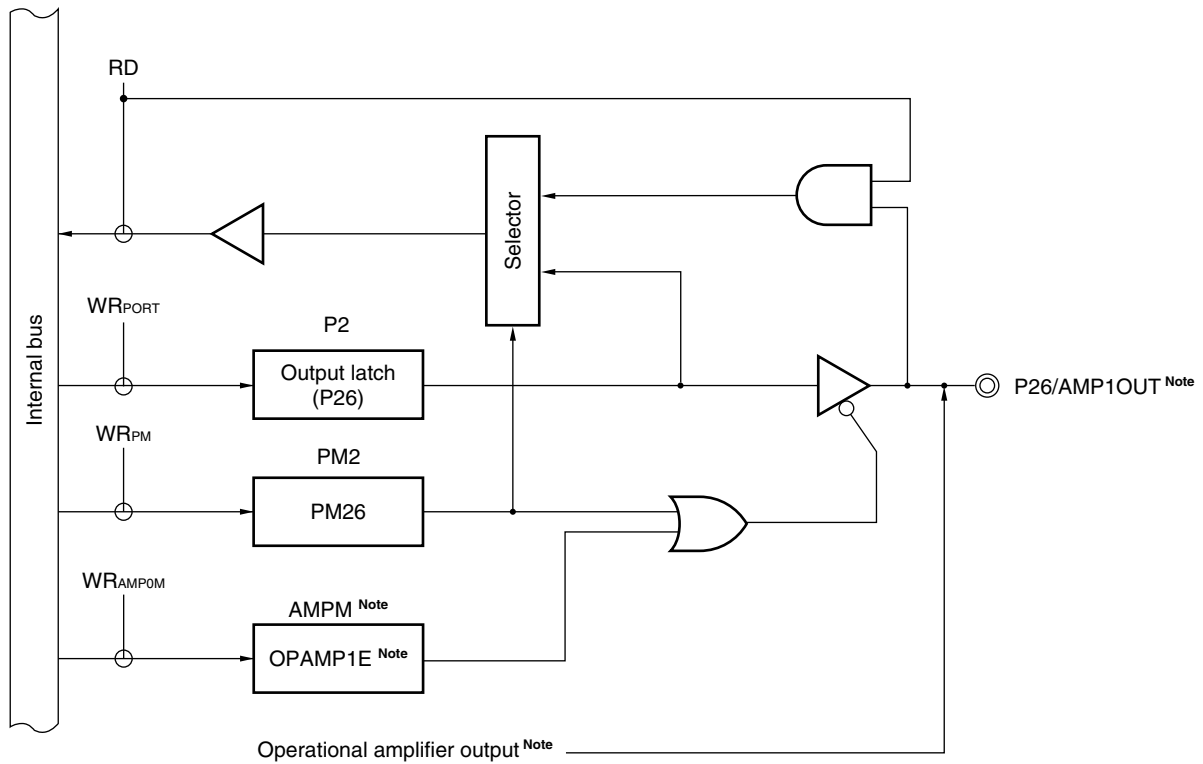 RD
Selector
WRPORT
P2
Internal bus
Output latch
(P26)
P26/AMP1OUT Note
WRPM
PM2
PM26
WRAMP0M
AMPM Note
OPAMP1E Note
Operational amplifier output Note